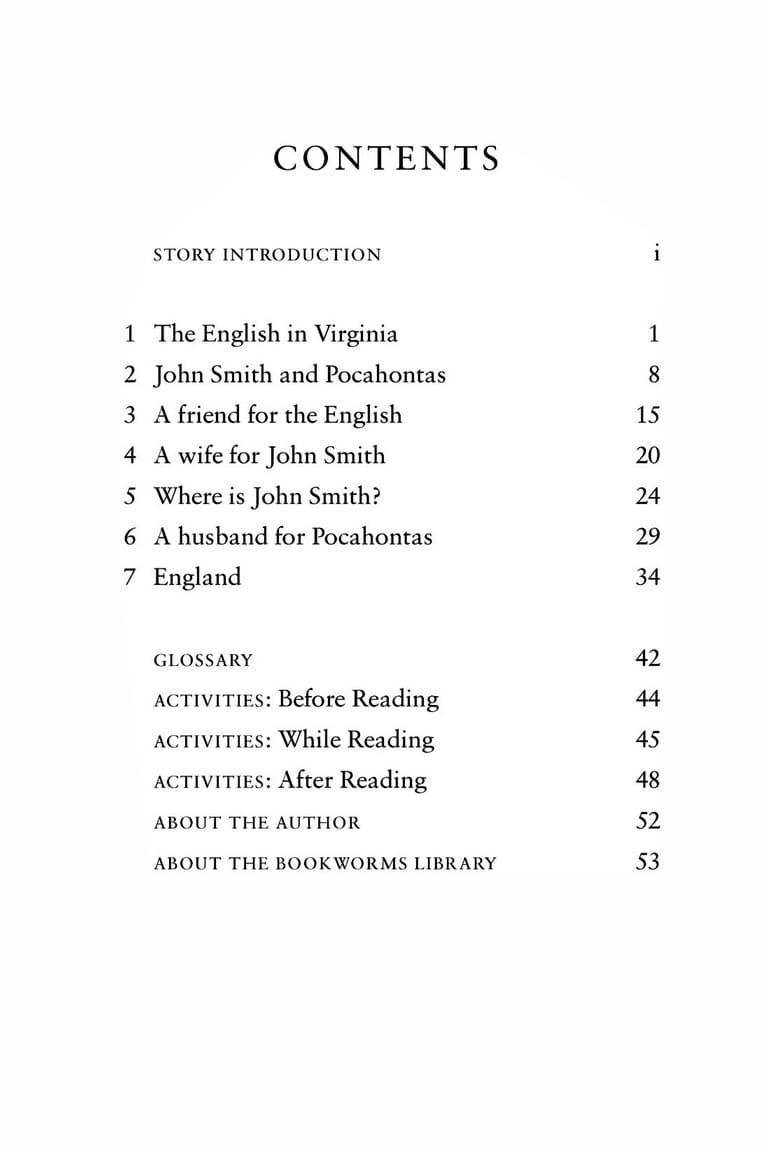 CONTENTS
STORY INTRODUCTION i
1 The English in Virginia 1
2 John Smith and Pocahontas 8
3 A friend for the English 15
4 A wife for John Smith 20
5 Where is John Smith? 24
6 A husband for Pocahontas 29
7 England 34
GLOSSARY 42
ACTIVITIES: Before Reading 44
ACTIVITIES: While Reading 45
ACTIVITIES: After Reading 48
ABOUT THE AUTHOR 52
ABOUT THE BOOKWORMS LIBRARY 53